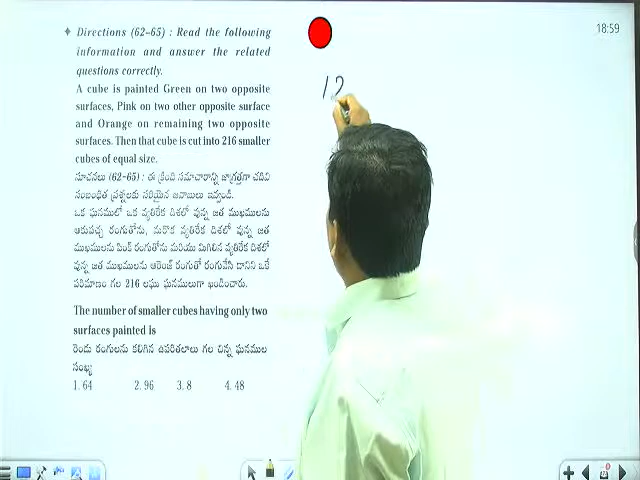 ♦ Directions (62-65) : Read the following
information and answer the related
questions correctly.
A cube is painted Green on two opposite
surfaces, Pink on two other opposite surface
and Orange on remaining two opposite
surfaces. Then that cube is cut into 216 smaller
cubes of equal size.
సూచనలు (62-65) : ఈ క్రింది సమాచారాన్ని జాగ్రత్తగా చదివి
సంబంధిత ప్రశ్నలకు సరియైన జవాబులు ఇవ్వండి.
ఒక ఘనములో ఒక వ్యతిరేక దిశలో వున్న జత ముఖములను
ఆకుపచ్చ రంగుతోను, మరొక వ్యతిరేక దిశలో వున్న జత
ముఖములను పింక్ రంగుతోను మరియు మిగిలిన వ్యతిరేక దిశలో
వున్న జత ముఖములను ఆరెంజ్ రంగుతో రంగువేసి దానిని ఒకే
పరిమాణం గల 216 లఘు ఘనములుగా ఖండించారు.
The number of smaller cubes having only two
surfaces painted is
రెండు రంగులను కలిగిన ఉపరితలాలు గల చిన్న ఘనముల
సంఖ్య
1. 64 2. 96 3. 8 4. 48
12
18:59